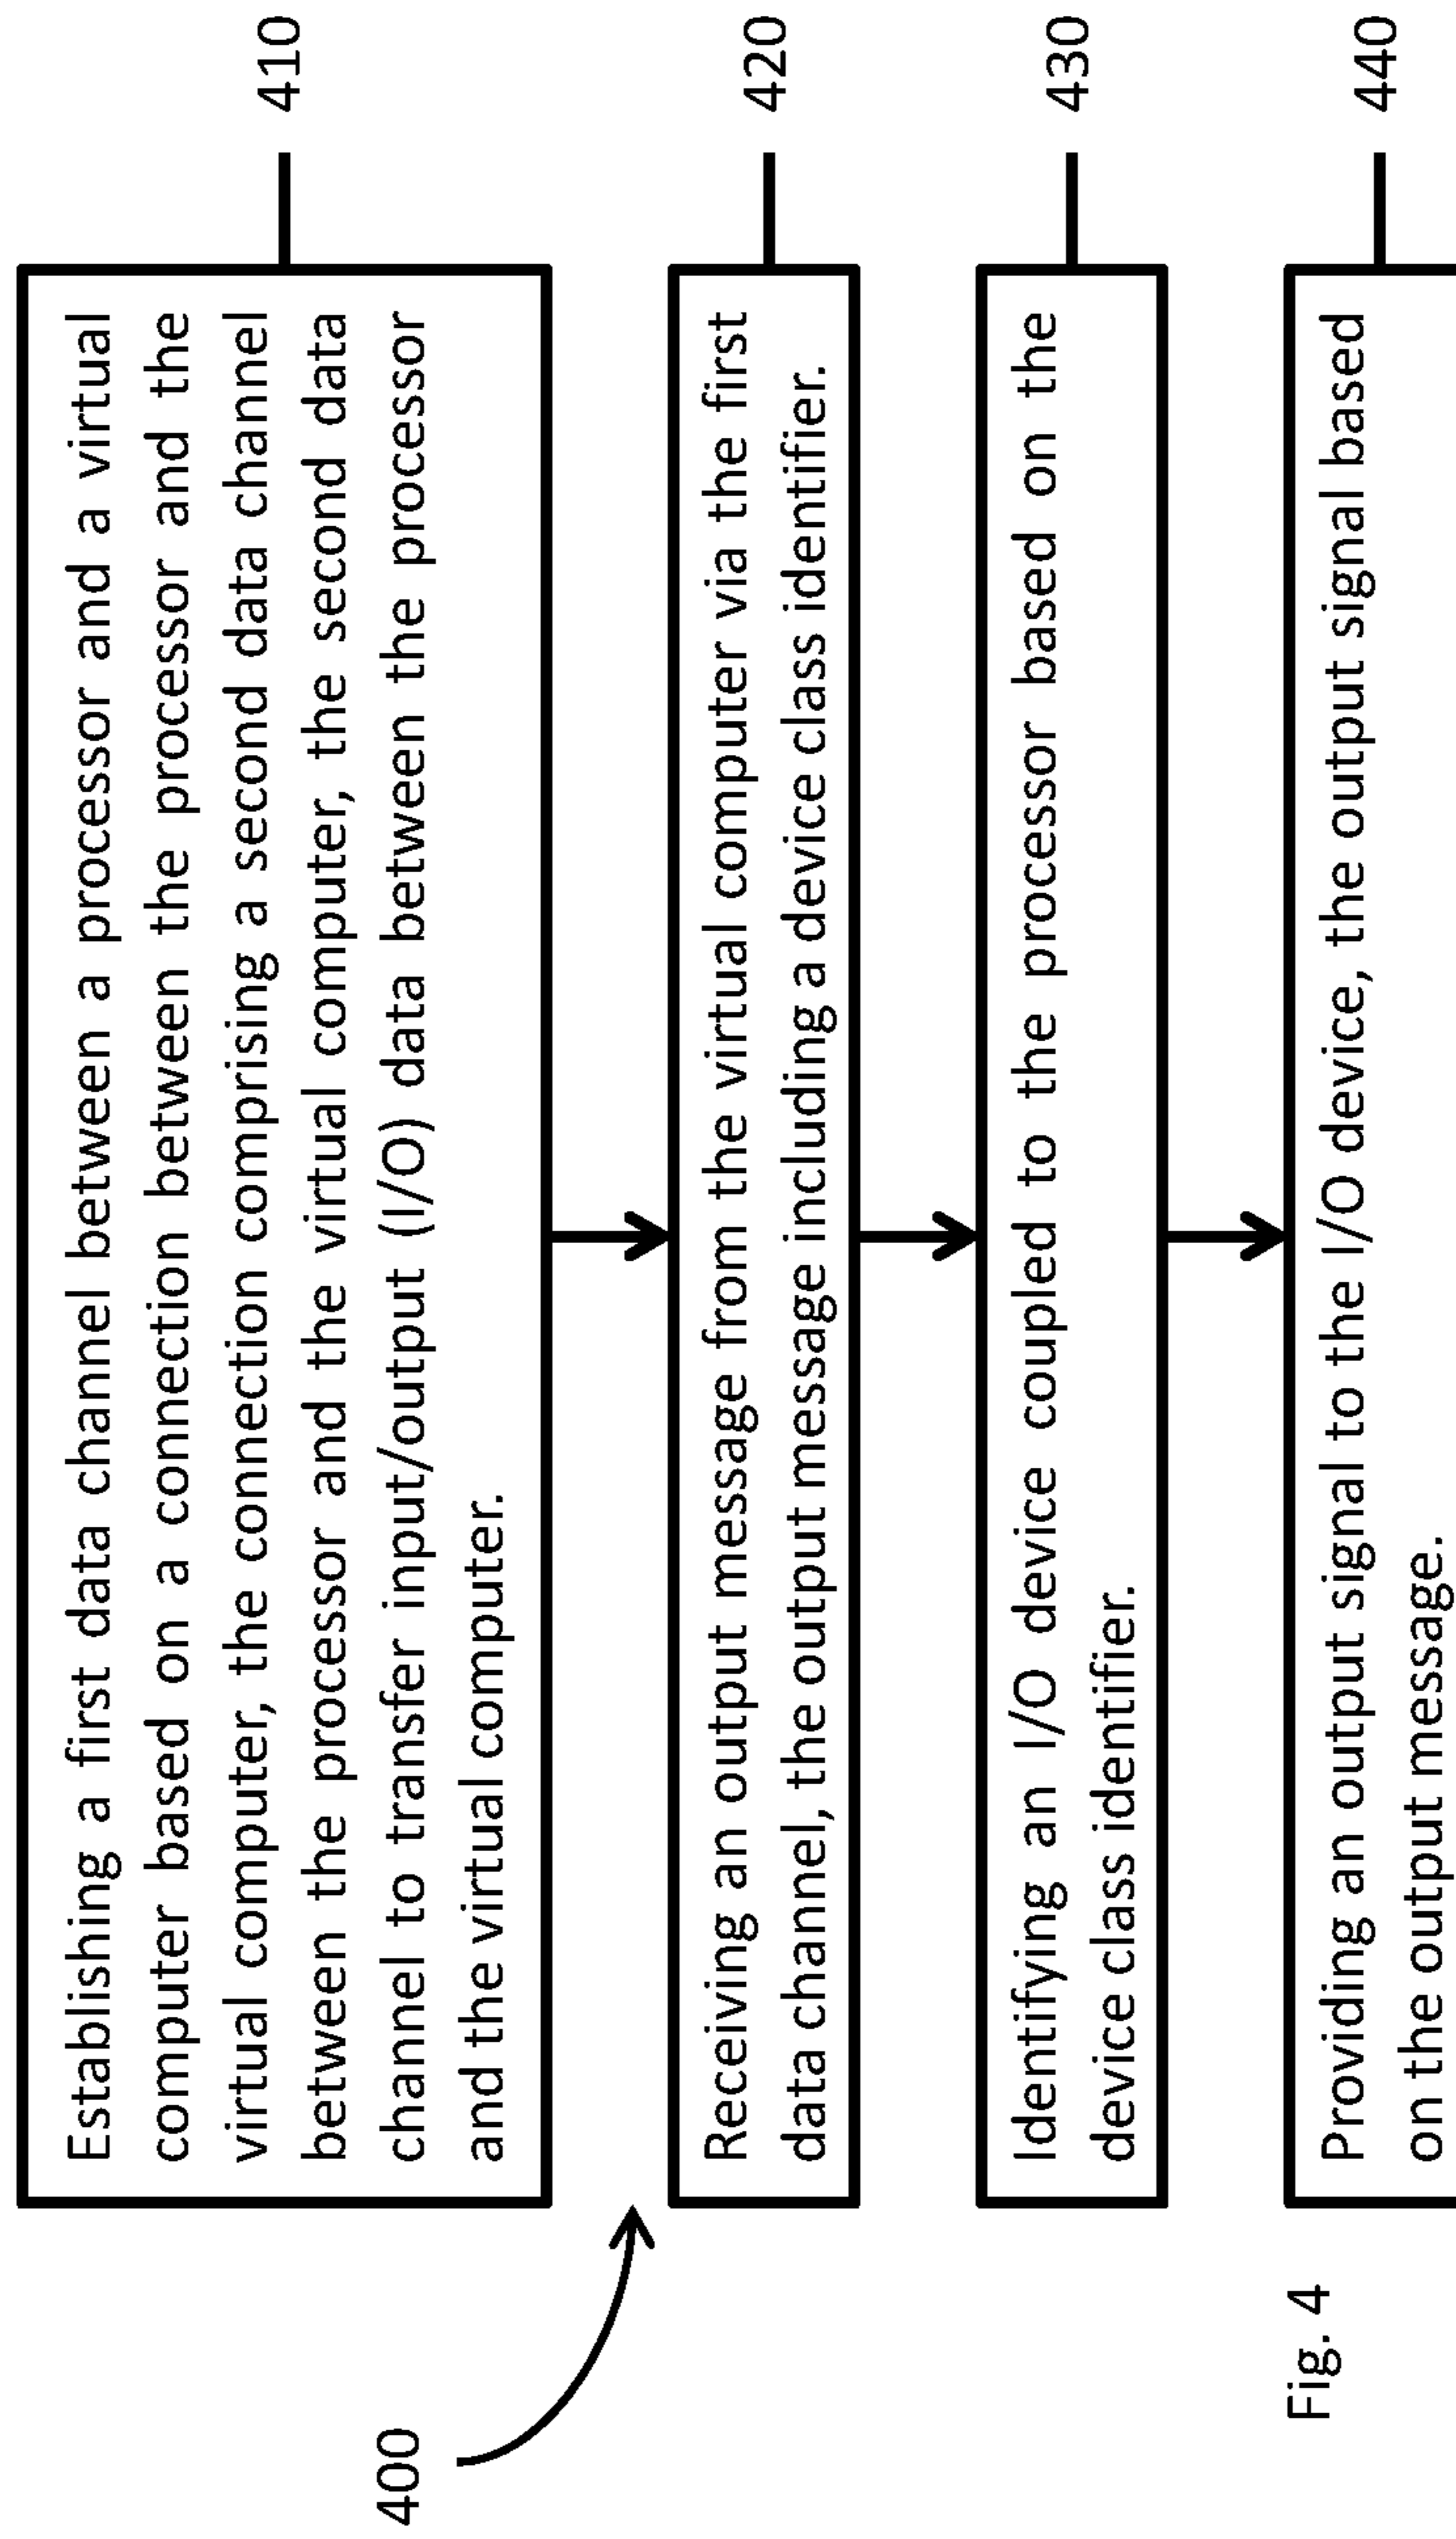 Establishing a first data channel between a processor and a virtual
computer based on a connection between the processor and the
virtual computer, the connection comprising a second data channel
between the processor and the virtual computer, the second data
channel to transfer input/output (I/O) data between the processor
and the virtual computer.
410
400
Receiving an output message from the virtual computer via the first
data channel, the output message including a device class identifier.
420
Identifying an I/O device coupled to the processor based on the
device class identifier.
430
Providing an output signal to the I/O device, the output signal based
on the output message.
440
Fig. 4